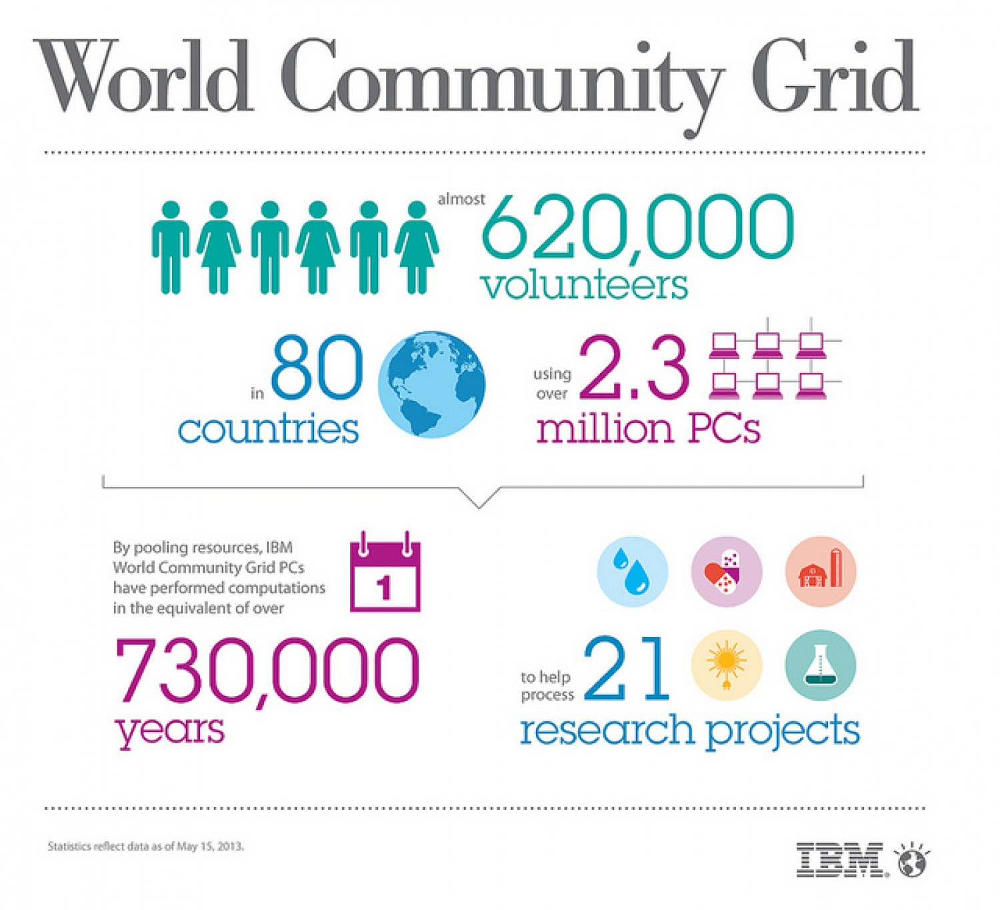 World Community Grid
almost 620,000
volunteers
in 80
countries
using
over 2.3
million PCs
By pooling resources, IBM
World Community Grid PCs
have performed computations
in the equivalent of over
1
730,000
years
to help
process 21
research projects
Statistics reflect data as of May 15, 2013.
IBM®